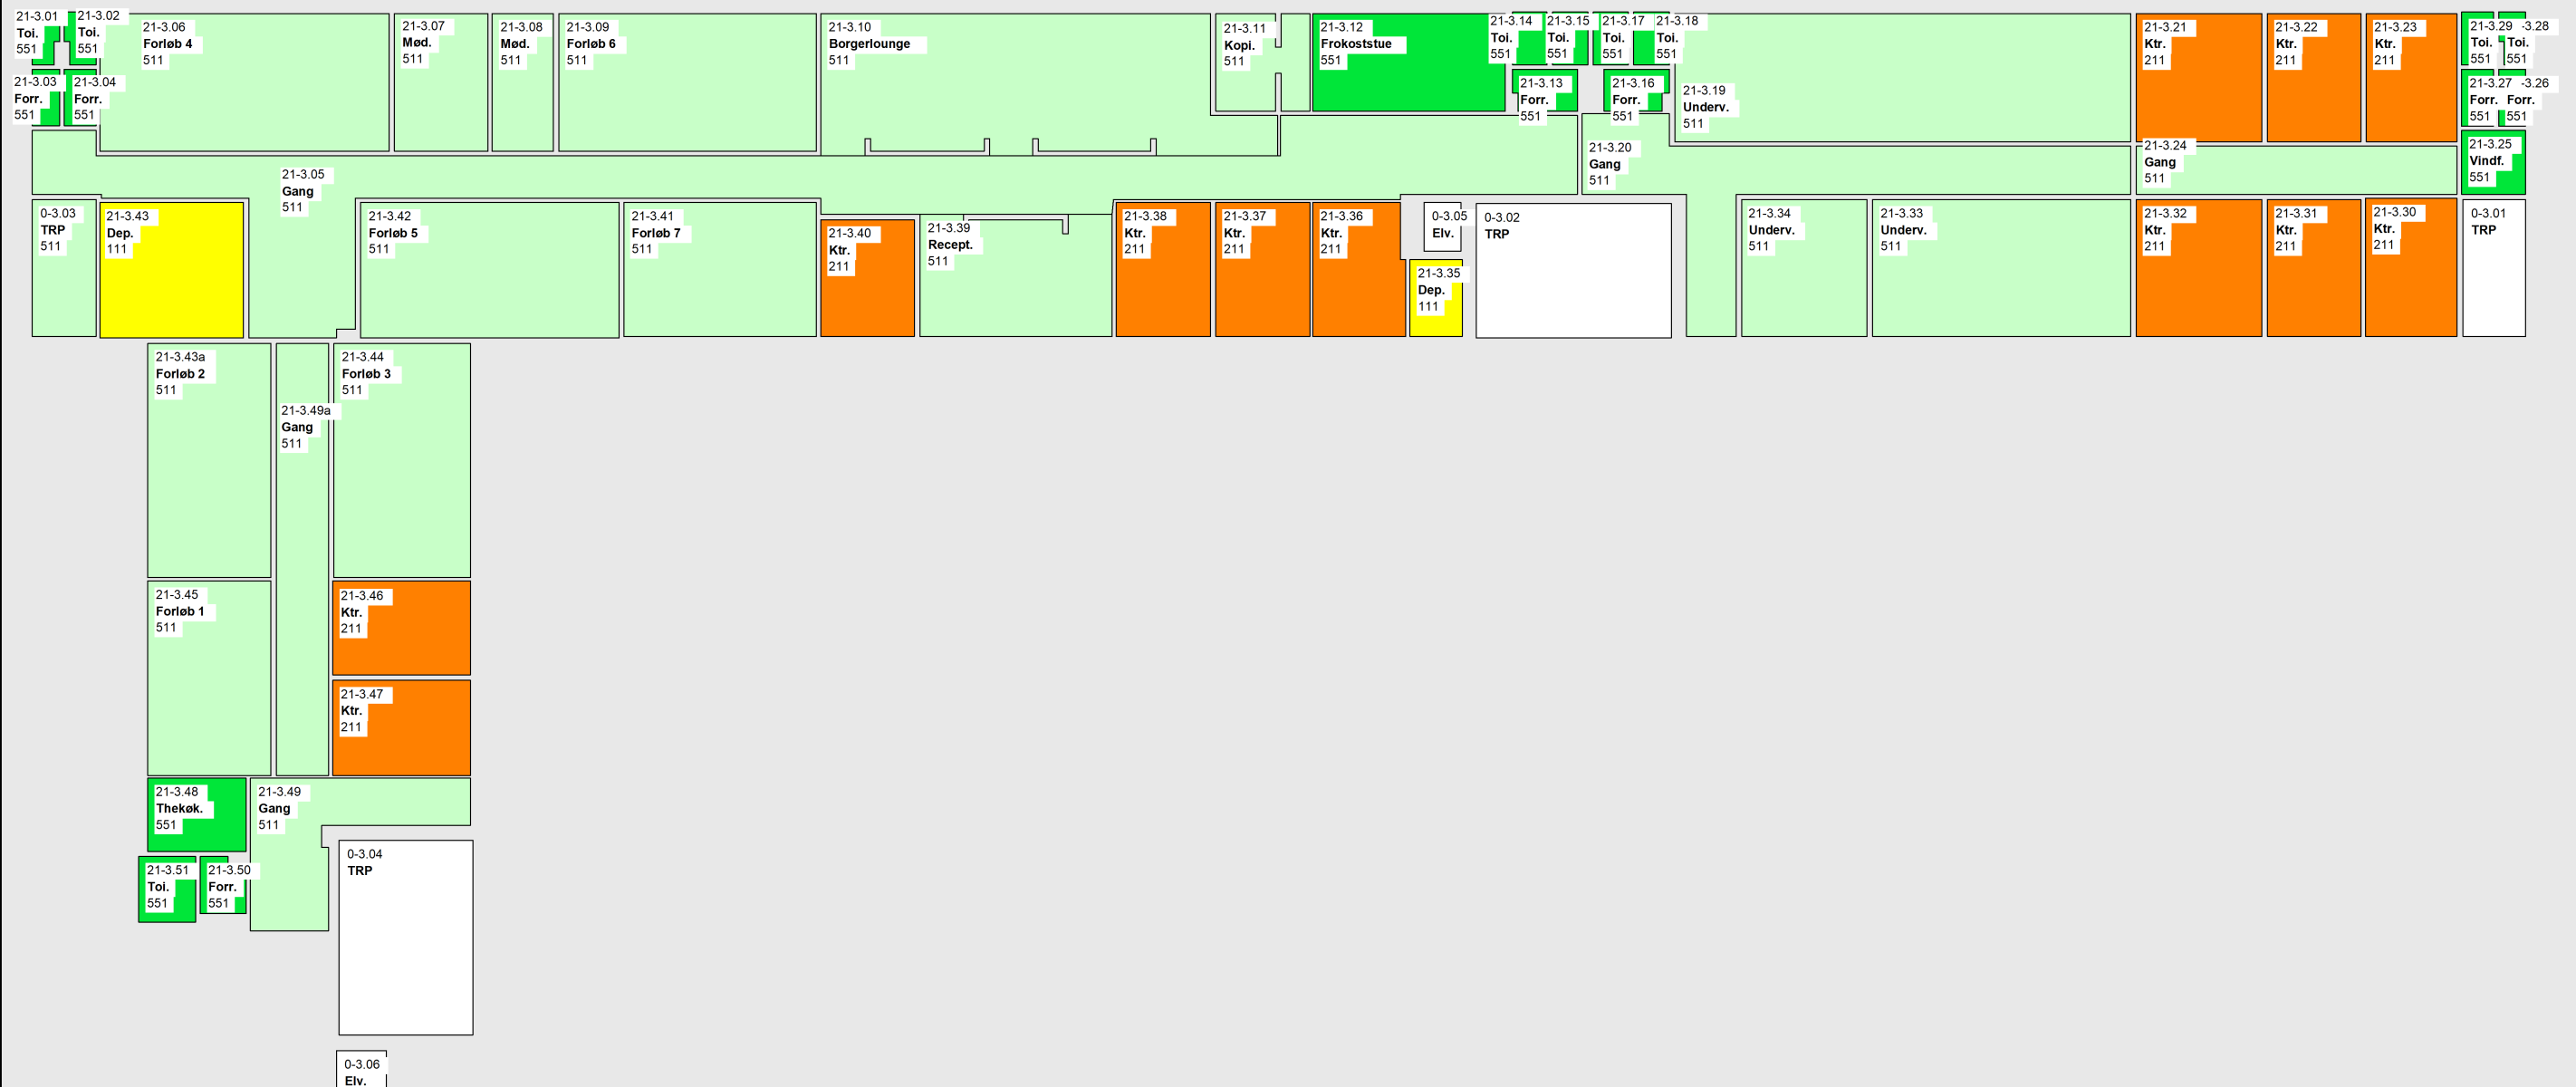 21-3.01
Toi.
551
21-3.02
Toi.
551
21-3.03
Forr.
551
21-3.04
Forr.
551
21-3.06
Forløb 4
511
21-3.07
Mød.
511
21-3.08
Mød.
511
21-3.09
Forløb 6
511
21-3.10
Borgerlounge
511
21-3.11
Kopi.
511
21-3.12
Frokoststue
551
21-3.14
Toi.
551
21-3.15
Toi.
551
21-3.17
Toi.
551
21-3.18
Toi.
551
21-3.13
Forr.
551
21-3.16
Forr.
551
21-3.19
Underv.
511
21-3.21
Ktr.
211
21-3.22
Ktr.
211
21-3.23
Ktr.
211
21-3.29
Toi.
551
-3.28
Toi.
551
21-3.27
Forr.
551
-3.26
Forr.
551
21-3.05
Gang
511
21-3.20
Gang
511
21-3.24
Gang
511
21-3.25
Vindf.
551
0-3.03
TRP
511
21-3.43
Dep.
111
21-3.42
Forløb 5
511
21-3.41
Forløb 7
511
21-3.40
Ktr.
211
21-3.39
Recept.
511
21-3.38
Ktr.
211
21-3.37
Ktr.
211
21-3.36
Ktr.
211
0-3.05
Elv.
21-3.35
Dep.
111
0-3.02
TRP
21-3.34
Underv.
511
21-3.33
Underv.
511
21-3.32
Ktr.
211
21-3.31
Ktr.
211
21-3.30
Ktr.
211
0-3.01
TRP
21-3.43a
Forløb 2
511
21-3.49a
Gang
511
21-3.44
Forløb 3
511
21-3.45
Forløb 1
511
21-3.46
Ktr.
211
21-3.47
Ktr.
211
21-3.48
Thekøk.
551
21-3.49
Gang
511
21-3.51
Toi.
551
21-3.50
Forr.
551
0-3.04
TRP
0-3.06
Elv.